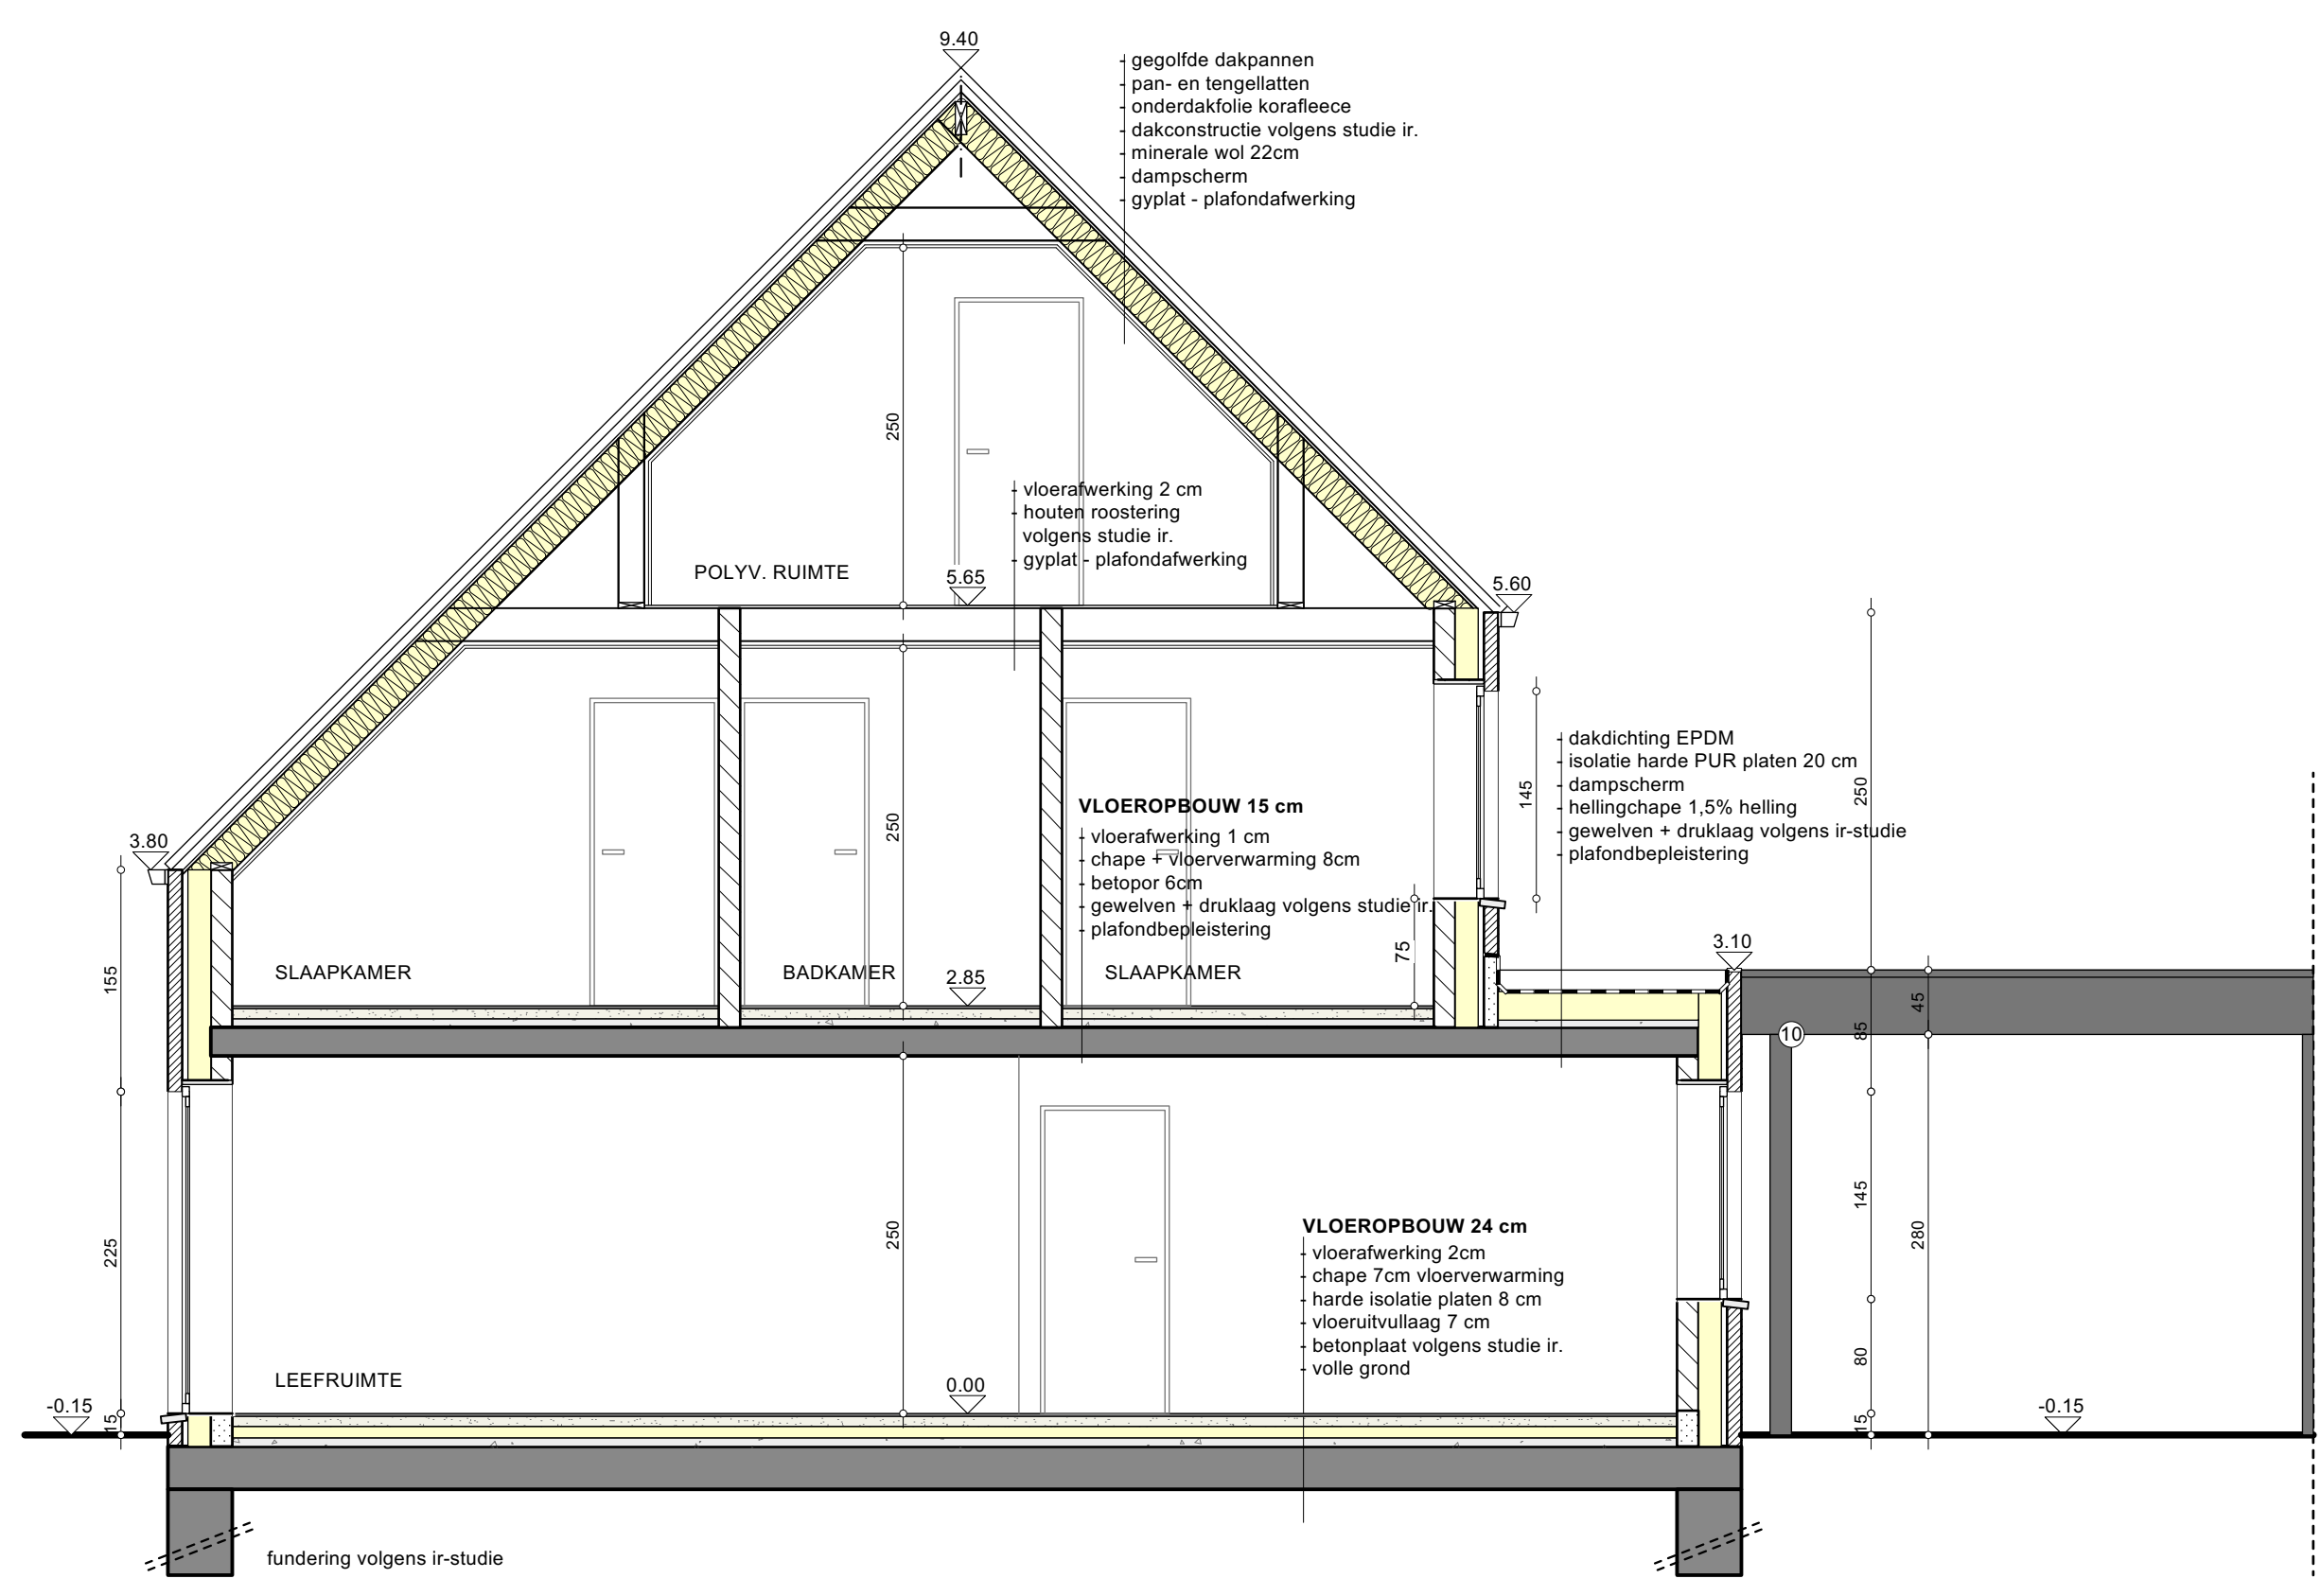 9.40
- gegolfde dakpannen
- pan- en tengellatten
- onderdakfolie korafleece
- dakconstructie volgens studie ir.
- minerale wol 22cm
- dampscherm
- gyplat - plafondafwerking
250
- vloerafwerking 2 cm
- houten roostering
volgens studie ir.
- gyplat - plafondafwerking
POLYV. RUIMTE
5.65
5.60
3.80
250
VLOEROPBOUW 15 cm
- vloerafwerking 1 cm
- chape + vloerverwarming 8cm
- betopor 6cm
- gewelven + druklaag volgens studie ir.
- plafondbepleistering
145
- dakdichting EPDM
- isolatie harde PUR platen 20 cm
- dampscherm
- hellingchape 1,5% helling
- gewelven + druklaag volgens ir-studie
- plafondbepleistering
250
75
3.10
155
SLAAPKAMER
BADKAMER
2.85
SLAAPKAMER
45
85
10
225
250
145
280
VLOEROPBOUW 24 cm
- vloerafwerking 2cm
- chape 7cm vloerverwarming
- harde isolatie platen 8 cm
- vloeruitvullaag 7 cm
- betonplaat volgens studie ir.
- volle grond
80
LEEFRUIMTE
0.00
-0.15
15
15
-0.15
fundering volgens ir-studie